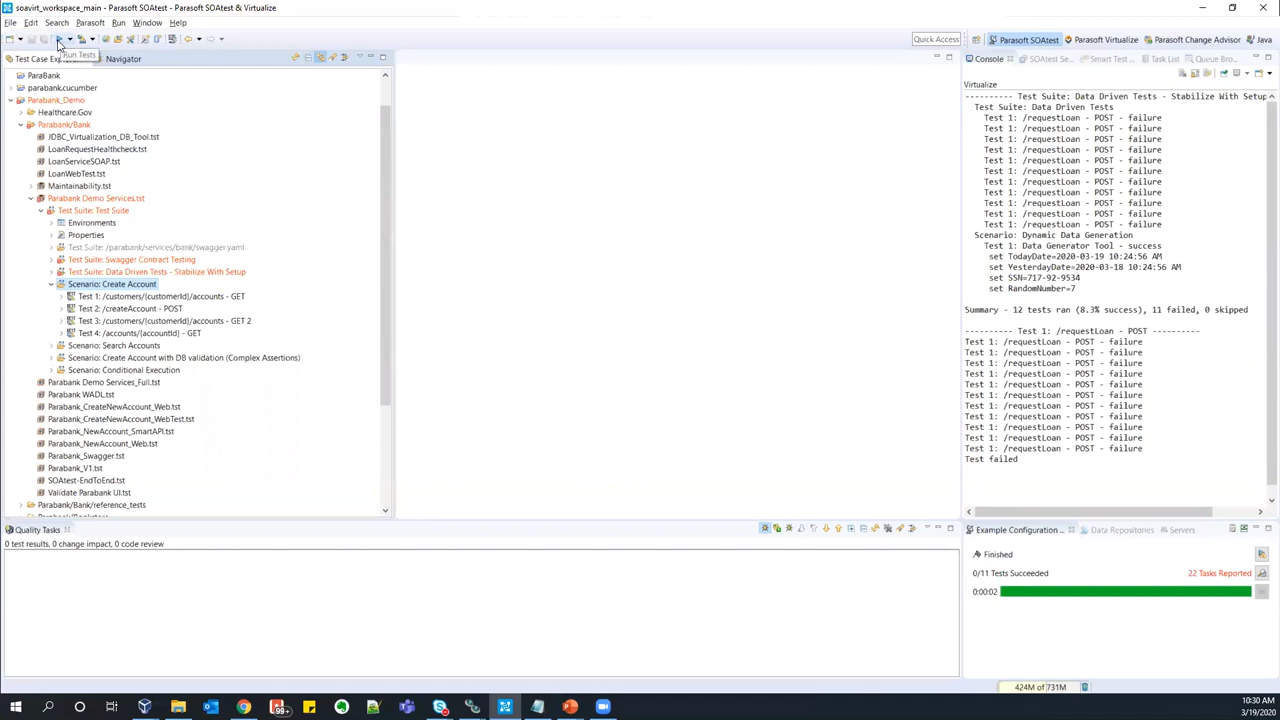 soavirt_workspace_main - Parasoft SOAtest - Parasoft SOAtest & Virtualize
File Edit Search Parasoft Run Window Help
Quick Access
Parasoft SOAtest Parasoft Virtualize Parasoft Change Advisor Java
Run Tests
Navigator
ParaBank
parabank.cucumber
Parabank_Demo
Healthcare.Gov
Parabank/Bank
JDBC_Virtualization_DB_Tool.tst
LoanRequestHealthcheck.tst
LoanServiceSOAP.tst
LoanWebTest.tst
Maintainability.tst
Parabank Demo Services.tst
Test Suite: Test Suite
Environments
Properties
Test Suite: /parabank/services/bank/swagger.yaml
Test Suite: Swagger Contract Testing
Test Suite: Data Driven Tests - Stabilize With Setup
Scenario: Create Account
Test 1: /customers/{customerId}/accounts - GET
Test 2: /createAccount - POST
Test 3: /customers/{customerId}/accounts - GET 2
Test 4: /accounts/{accountId} - GET
Scenario: Search Accounts
Scenario: Create Account with DB validation (Complex Assertions)
Scenario: Conditional Execution
Parabank Demo Services_Full.tst
Parabank WADL.tst
Parabank_CreateNewAccount_Web.tst
Parabank_CreateNewAccount_WebTest.tst
Parabank_NewAccount_SmartAPI.tst
Parabank_NewAccount_Web.tst
Parabank_Swagger.tst
Parabank_V1.tst
SOAtest-EndToEnd.tst
Validate Parabank UI.tst
Parabank/Bank/reference_tests
Console SOAtest Se... Smart Test ... Task List Queue Bro...
Virtualize
---------- Test Suite: Data Driven Tests - Stabilize With Setup
Test Suite: Data Driven Tests
Test 1: /requestLoan - POST - failure
Test 1: /requestLoan - POST - failure
Test 1: /requestLoan - POST - failure
Test 1: /requestLoan - POST - failure
Test 1: /requestLoan - POST - failure
Test 1: /requestLoan - POST - failure
Test 1: /requestLoan - POST - failure
Test 1: /requestLoan - POST - failure
Test 1: /requestLoan - POST - failure
Test 1: /requestLoan - POST - failure
Test 1: /requestLoan - POST - failure
Scenario: Dynamic Data Generation
Test 1: Data Generator Tool - success
set TodayDate=2020-03-19 10:24:56 AM
set YesterdayDate=2020-03-18 10:24:56 AM
set SSN=717-92-9534
set RandomNumber=7
Summary - 12 tests ran (8.3% success), 11 failed, 0 skipped
---------- Test 1: /requestLoan - POST ----------
Test 1: /requestLoan - POST - failure
Test 1: /requestLoan - POST - failure
Test 1: /requestLoan - POST - failure
Test 1: /requestLoan - POST - failure
Test 1: /requestLoan - POST - failure
Test 1: /requestLoan - POST - failure
Test 1: /requestLoan - POST - failure
Test 1: /requestLoan - POST - failure
Test 1: /requestLoan - POST - failure
Test 1: /requestLoan - POST - failure
Test 1: /requestLoan - POST - failure
Test failed
Quality Tasks
0 test results, 0 change impact, 0 code review
Example Configuration ... Data Repositories Servers
Finished
0/11 Tests Succeeded 22 Tasks Reported
0:00:02
424M of 731M
99+
10:30 AM
3/19/2020